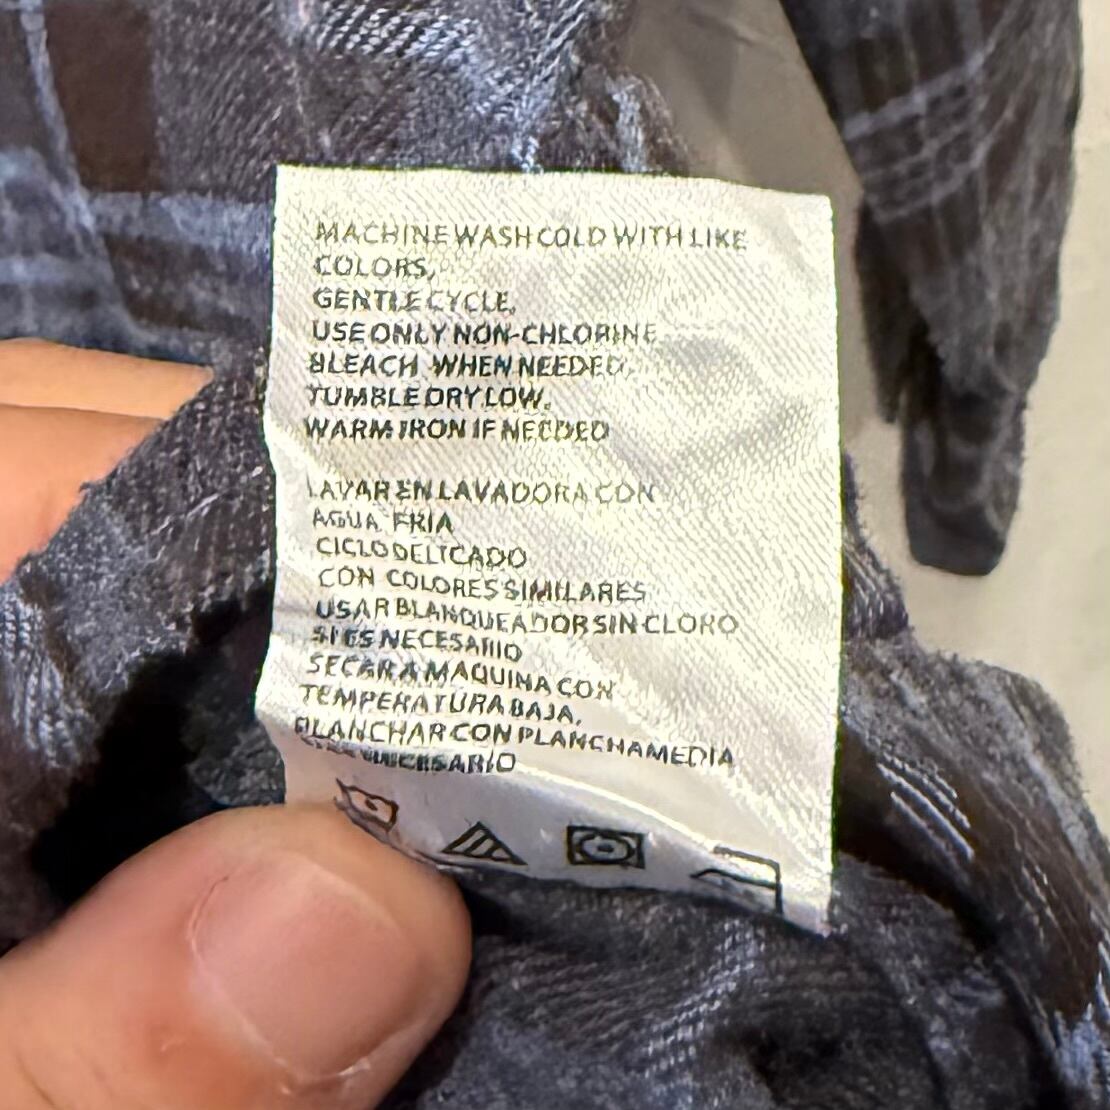 MACHINE WASH COLD WITH LIKE
COLORS,
GENTLE CYCLE,
USE ONLY NON-CHLORINE
BLEACH WHEN NEEDED.
TUMBLE DRY LOW.
WARM IRON IF NEEDED
LAVAR EN LAVADORA CON
AGUA FRIA
CICLO DELICADO
CON COLORES SIMILARES
USAR BLANQUEADOR SIN CLORO
SI ES NECESARIO
SECAR A MAQUINA CON
TEMPERATURA BAJA.
PLANCHAR CON PLANCHA MEDIA
NECESARIO